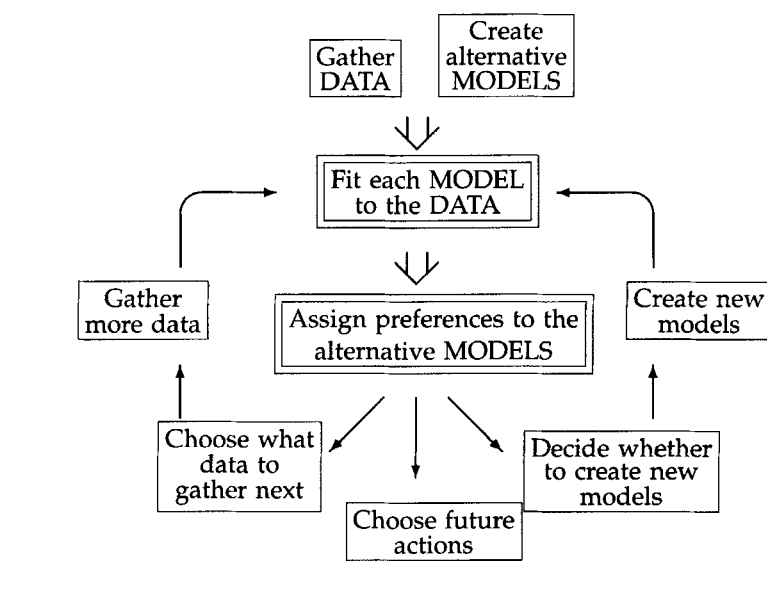 Gather
DATA
Create
alternative
MODELS
Fit each MODEL
to the DATA
Gather
more data
Create new
models
Assign preferences to the
alternative MODELS
Choose what
data to
gather next
Decide whether
to create new
models
Choose future
actions